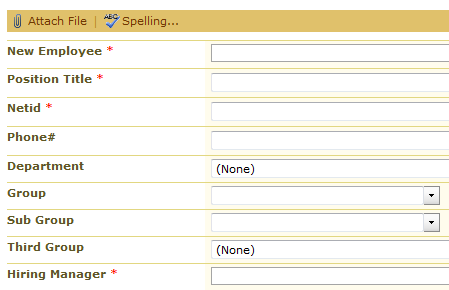 Attach File | ABC Spelling...
New Employee *
Position Title *
Netid *
Phone#
Department (None)
Group
Sub Group
Third Group (None)
Hiring Manager *